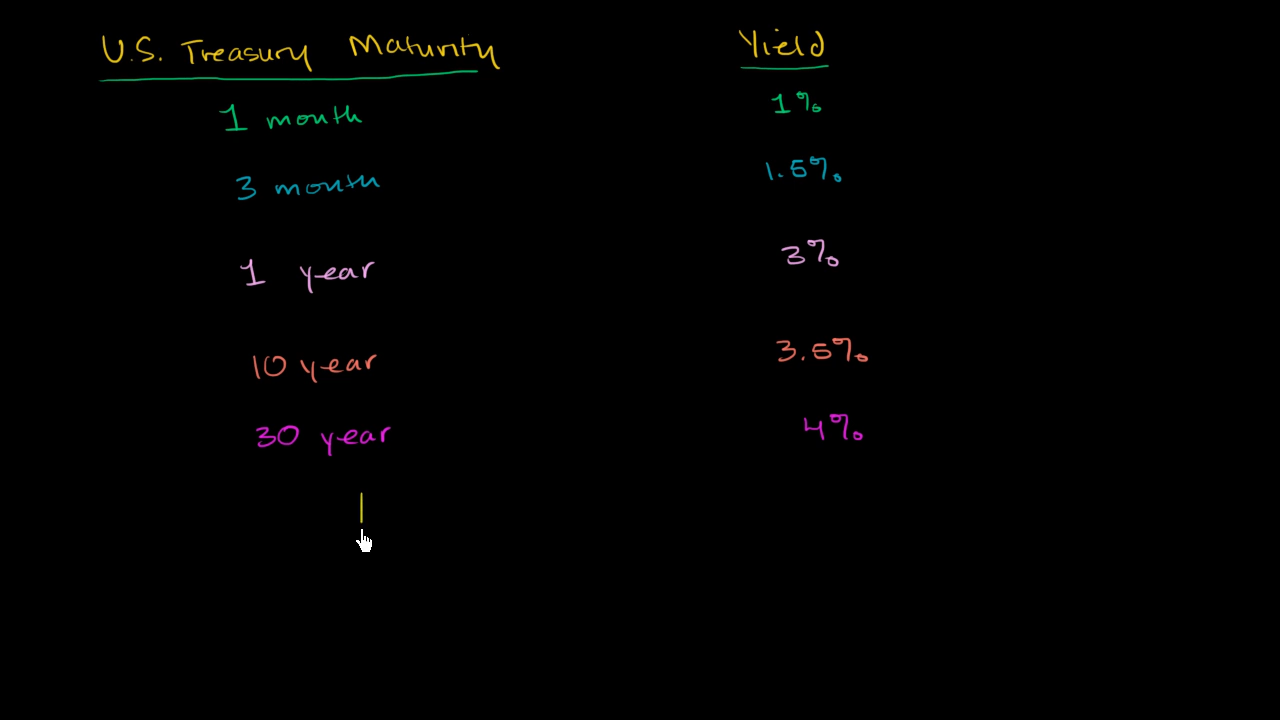 U.S. Treasury Maturity Yield
1 month 1%
3 month 1.5%
1 year 3%
10 year 3.5%
30 year 4%